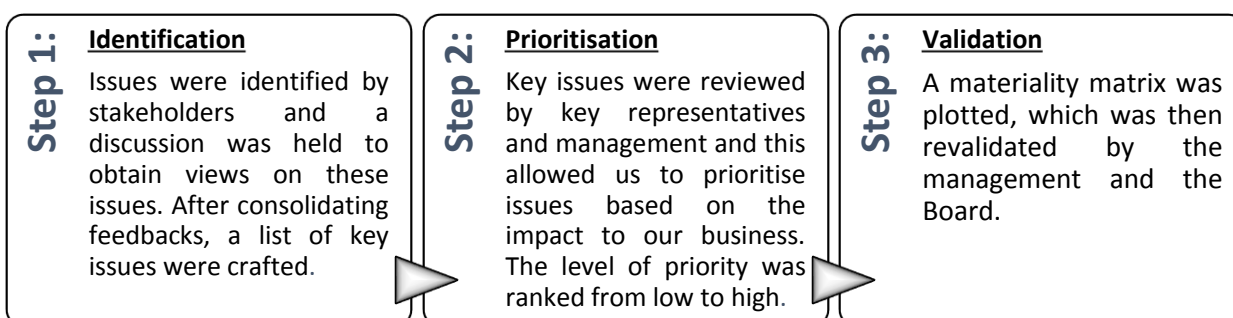 Step 1:
Identification
Issues were identified by
stakeholders and a
discussion was held to
obtain views on these
issues. After consolidating
feedbacks, a list of key
issues were crafted.
Step 2:
Prioritisation
Key issues were reviewed
by key representatives
and management and this
allowed us to prioritise
issues based on the
impact to our business.
The level of priority was
ranked from low to high.
Step 3:
Validation
A materiality matrix was
plotted, which was then
revalidated by the
management and the
Board.